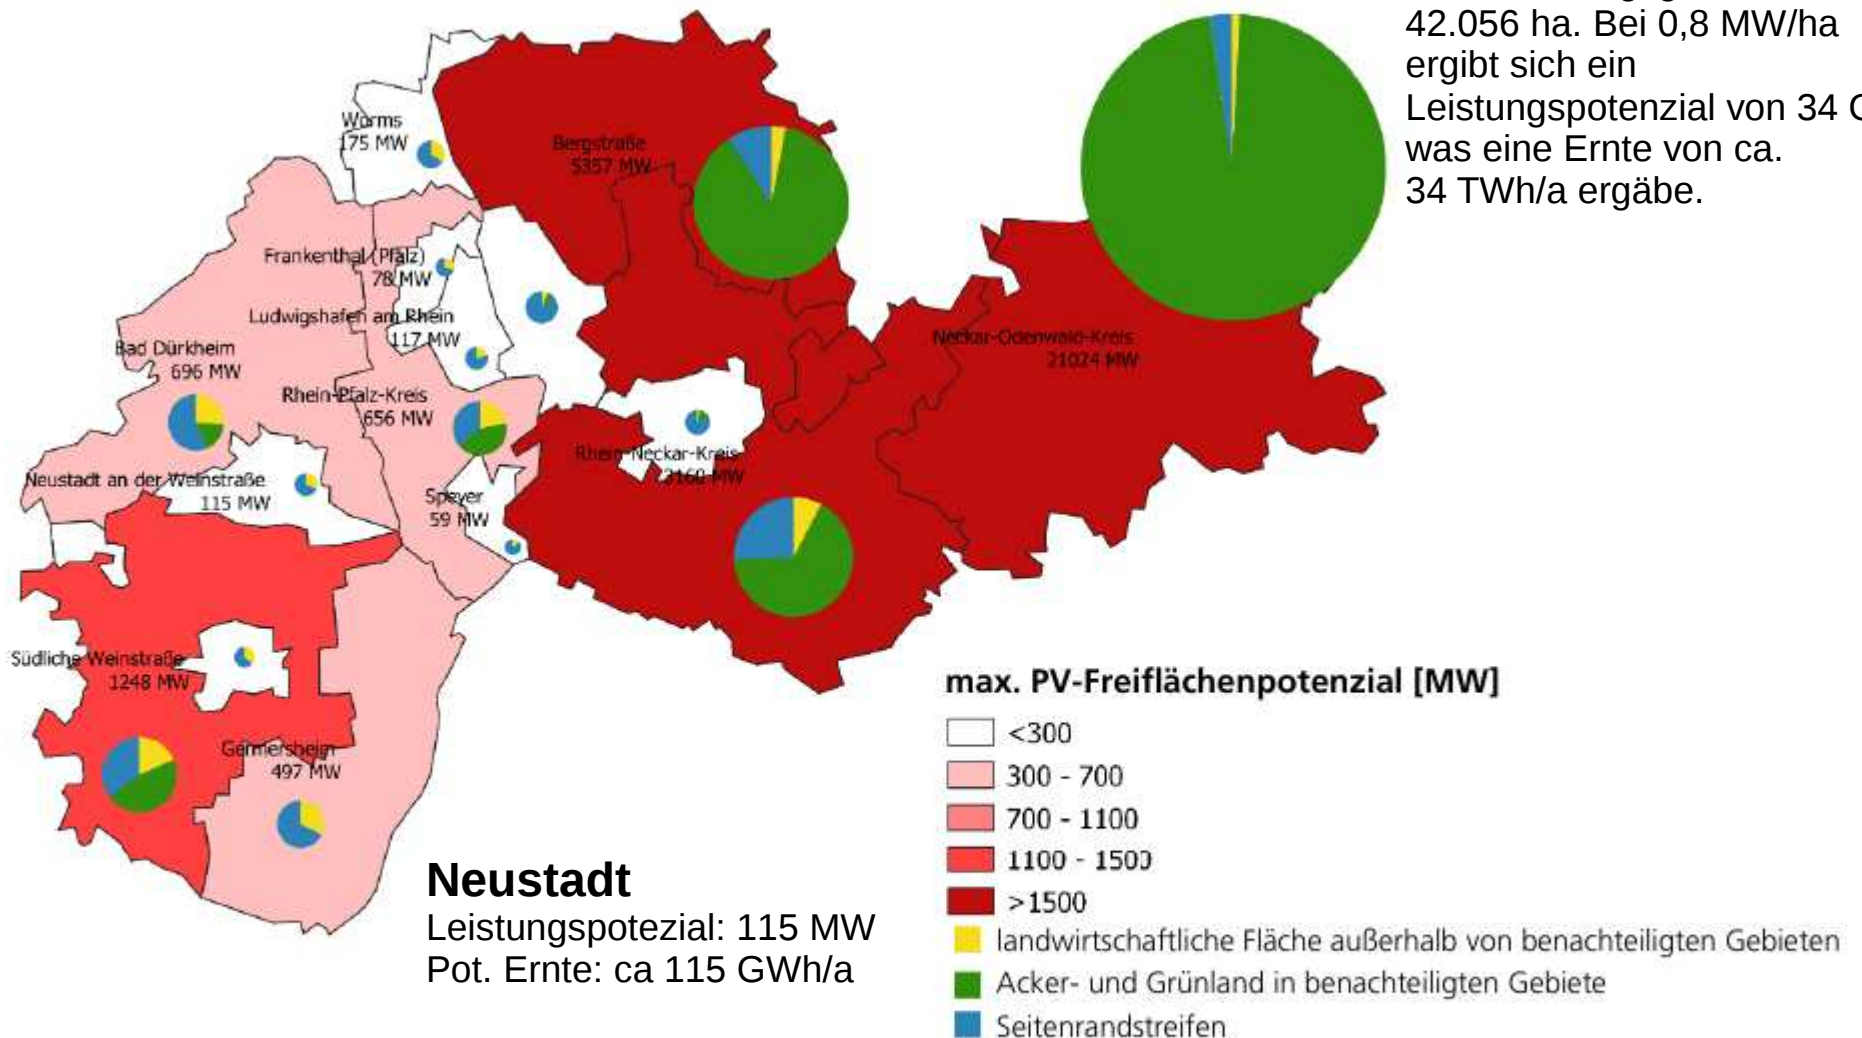 42.056 ha. Bei 0,8 MW/ha
ergibt sich ein
Leistungspotenzial von 34
was eine Ernte von ca.
34 TWh/a ergäbe.
Worms
175 MW
Bergstraße
5357 MW
Frankenthal (Pfalz)
78 MW
Ludwigshafen am Rhein
117 MW
Bad Dürkheim
696 MW
Rhein-Pfalz-Kreis
656 MW
Neckar-Odenwald-Kreis
21024 MW
Rhein-Neckar-Kreis
3160 MW
Neustadt an der Weinstraße
115 MW
Speyer
59 MW
Südliche Weinstraße
1248 MW
Germersheim
497 MW
Neustadt
Leistungspotezial: 115 MW
Pot. Ernte: ca 115 GWh/a
max. PV-Freiflächenpotenzial [MW]
<300
300 - 700
700 - 1100
1100 - 1500
>1500
landwirtschaftliche Fläche außerhalb von benachteiligten Gebieten
Acker- und Grünland in benachteiligten Gebiete
Seitenrandstreifen